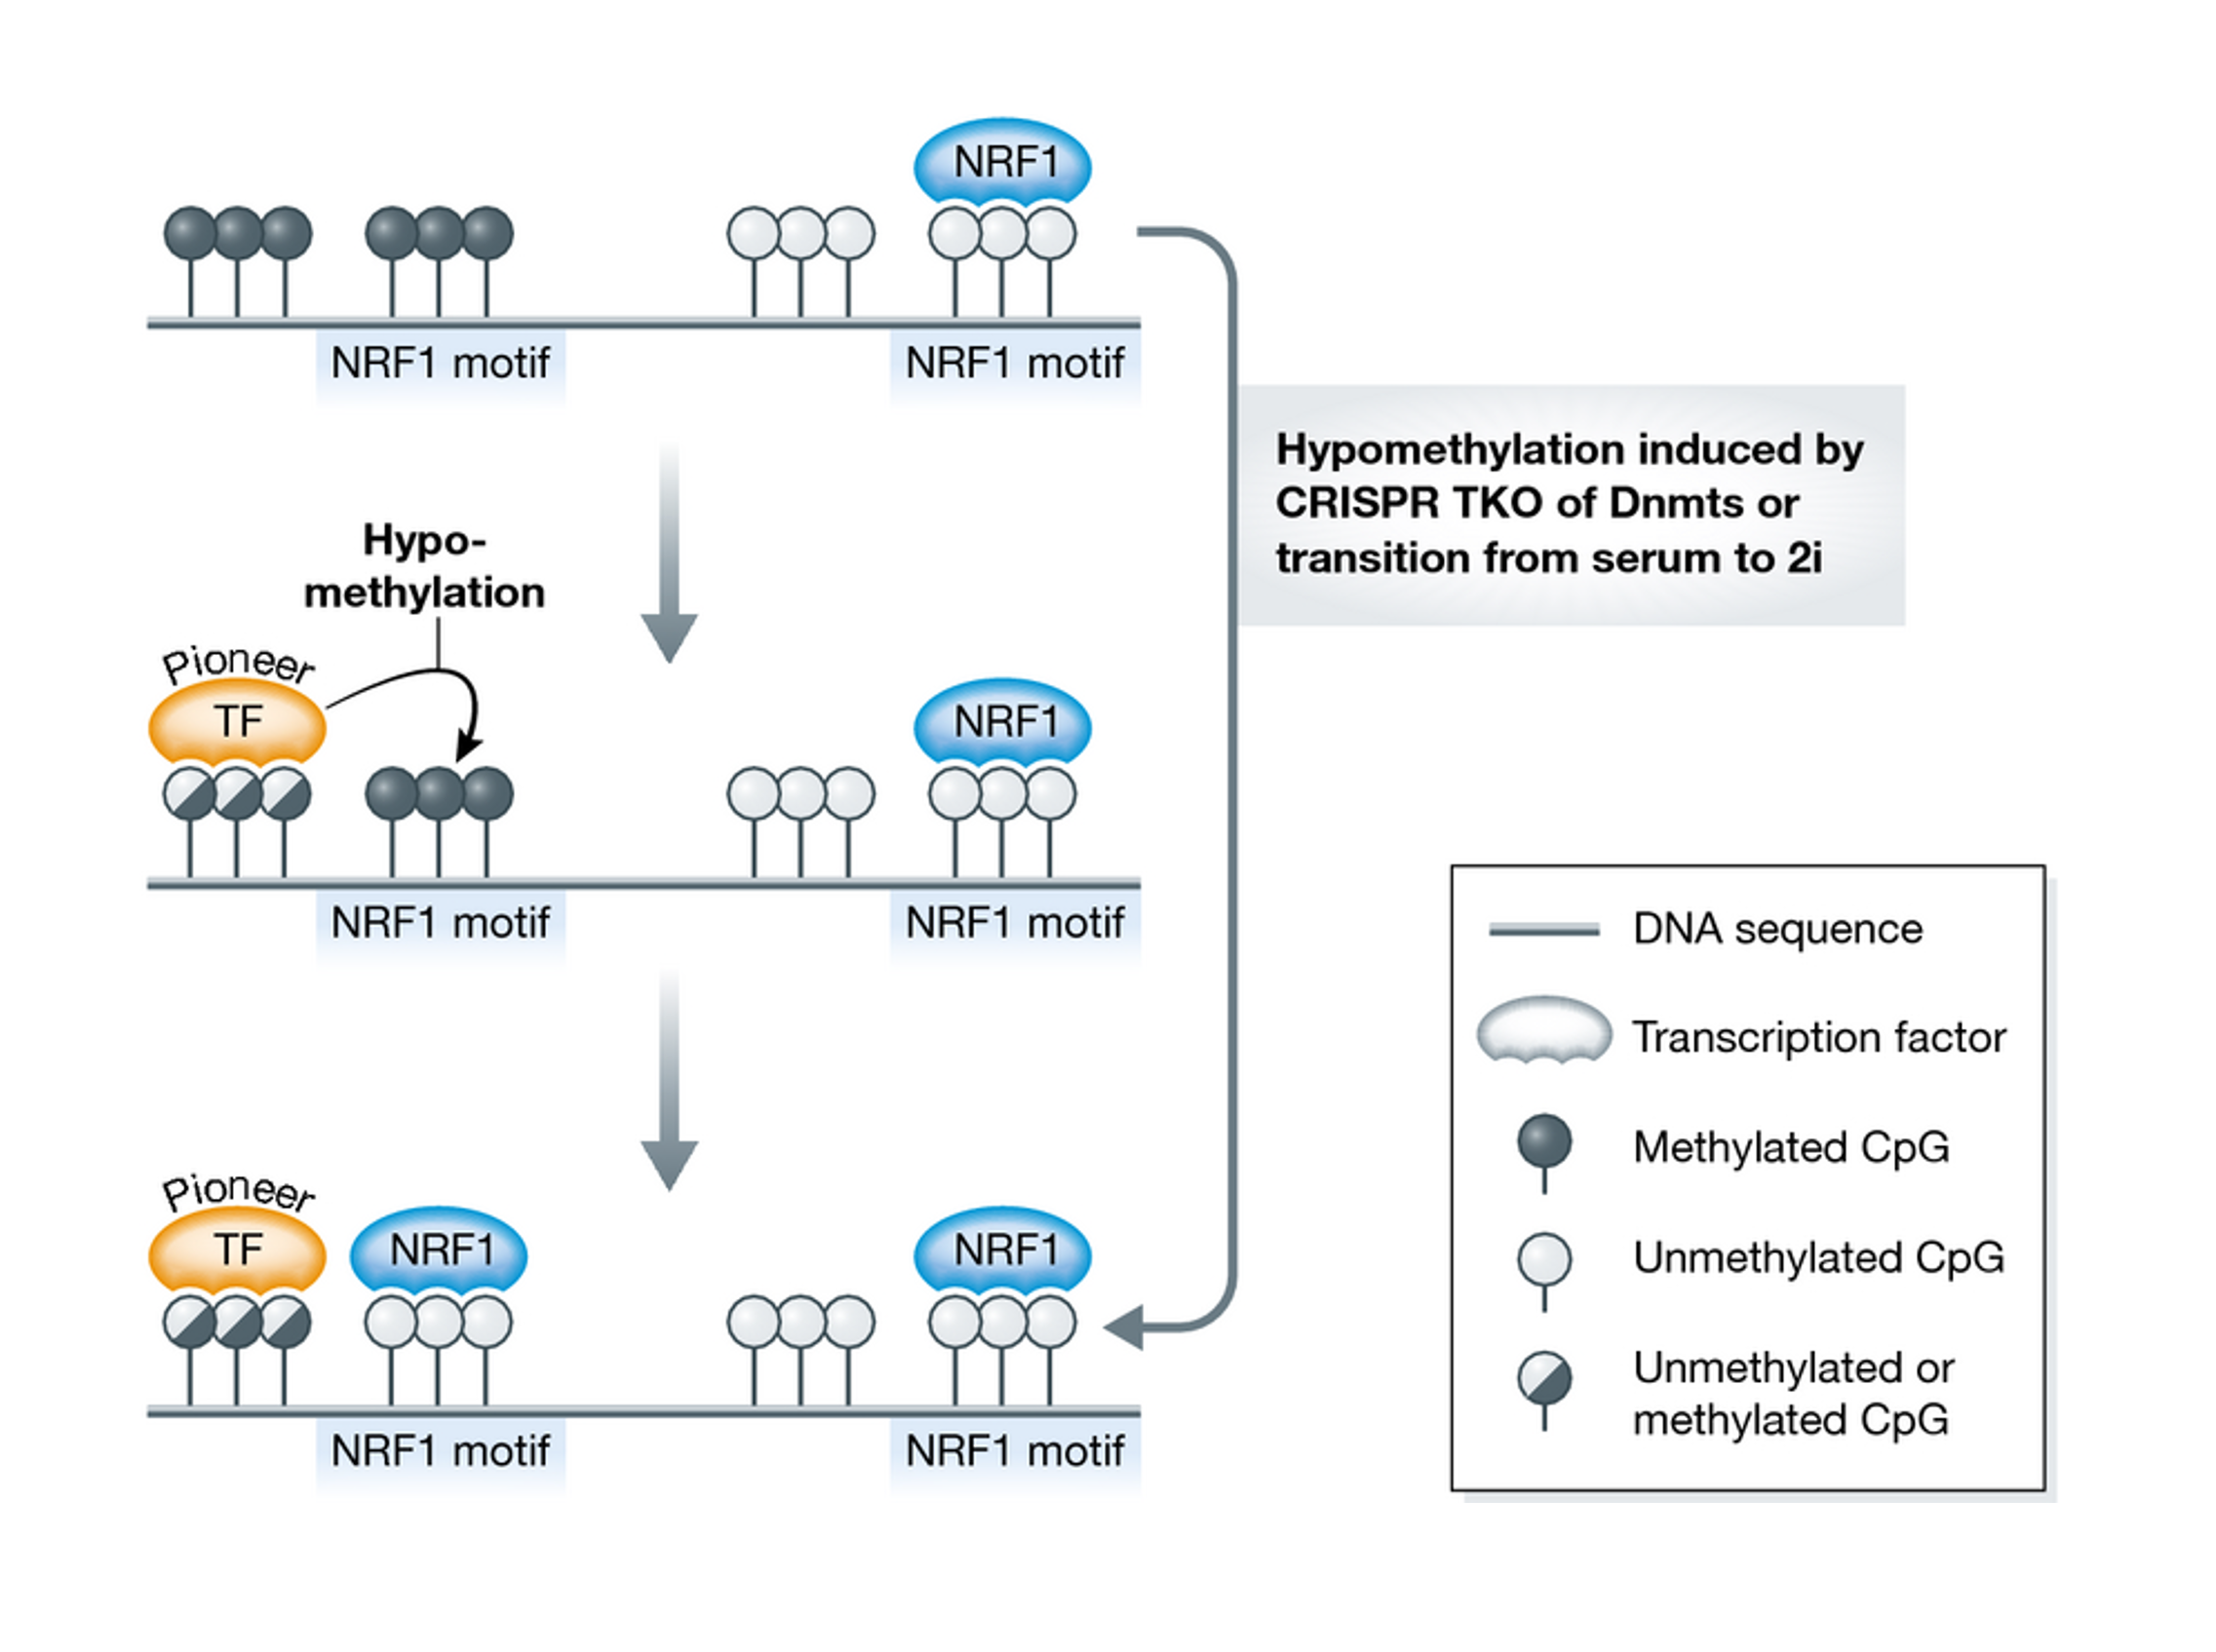 NRF1
NRF1 motif
NRF1 motif
Hypomethylation induced by
CRISPR TKO of Dnmts or
transition from serum to 2i
Hypo-
methylation
Pioneer
TF
NRF1
NRF1 motif
NRF1 motif
Pioneer
TF
NRF1
NRF1
NRF1 motif
NRF1 motif
DNA sequence
Transcription factor
Methylated CpG
Unmethylated CpG
Unmethylated or
methylated CpG